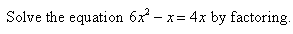 Solve the equation 6x² − x = 4x by factoring.